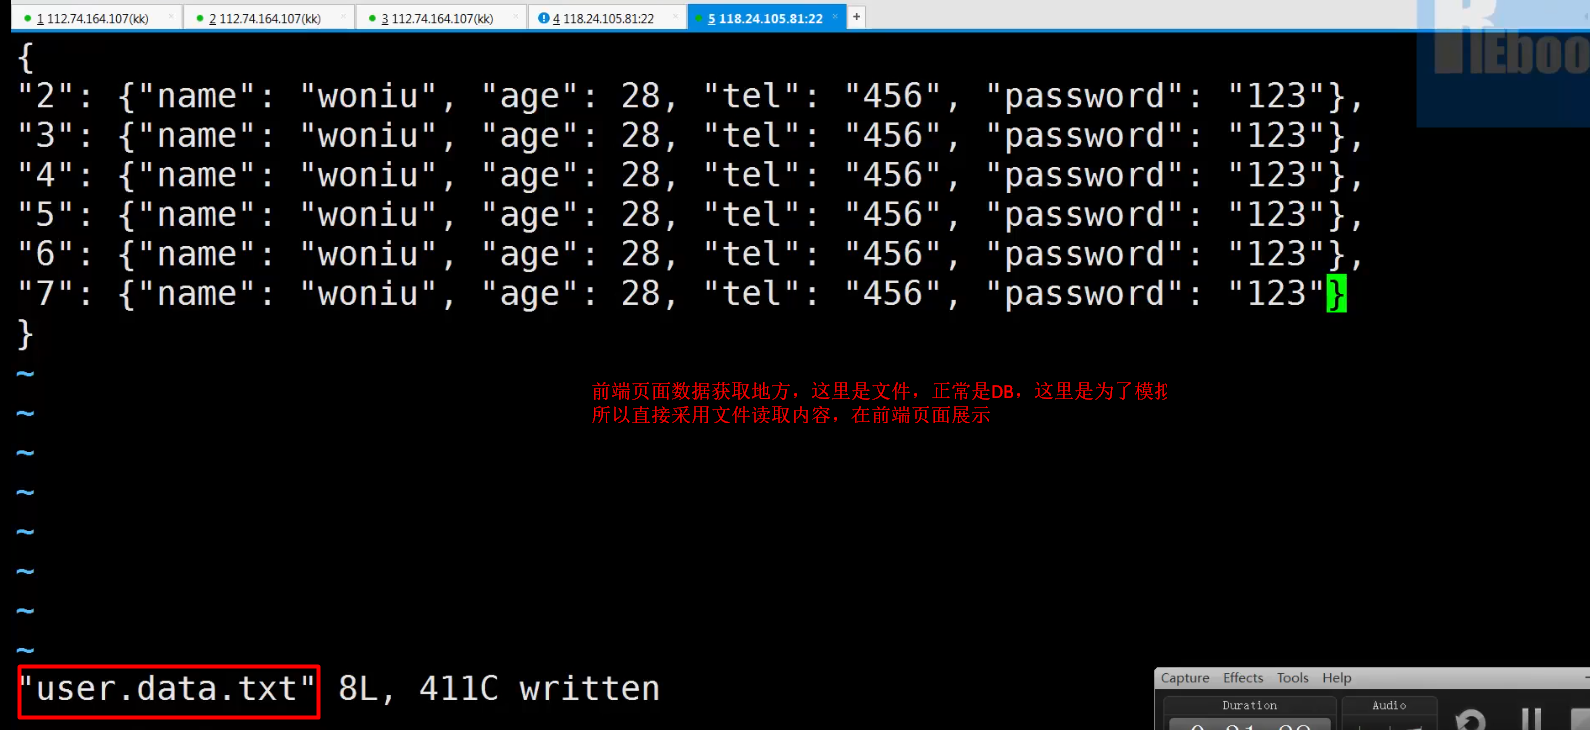 1 112.74.164.107(kk) 2 112.74.164.107(kk) 3 112.74.164.107(kk) 4 118.24.105.81:22 5 118.24.105.81:22 +
REboo
{
"2": {"name": "woniu", "age": 28, "tel": "456", "password": "123"},
"3": {"name": "woniu", "age": 28, "tel": "456", "password": "123"},
"4": {"name": "woniu", "age": 28, "tel": "456", "password": "123"},
"5": {"name": "woniu", "age": 28, "tel": "456", "password": "123"},
"6": {"name": "woniu", "age": 28, "tel": "456", "password": "123"},
"7": {"name": "woniu", "age": 28, "tel": "456", "password": "123"}
}
~
前端页面数据获取地方，这里是文件，正常是DB，这里是为了模拟
所以直接采用文件读取内容，在前端页面展示
~
~
~
~
~
~
~
"user.data.txt" 8L, 411C written
Capture Effects Tools Help
Duration Audio